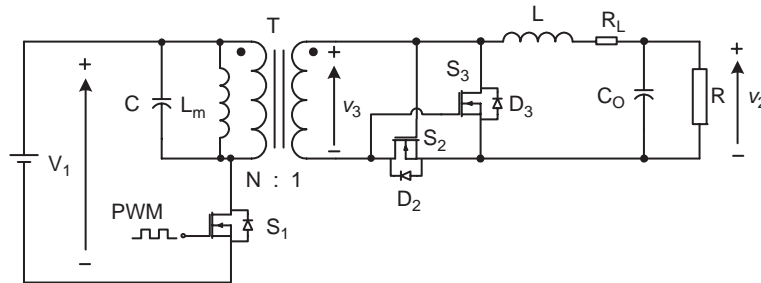 T
L
R_L
+
+
+
S_3
C
L_m
v_3
D_3
C_O
R
v_2
V_1
S_2
−
−
N : 1
D_2
PWM
S_1
−